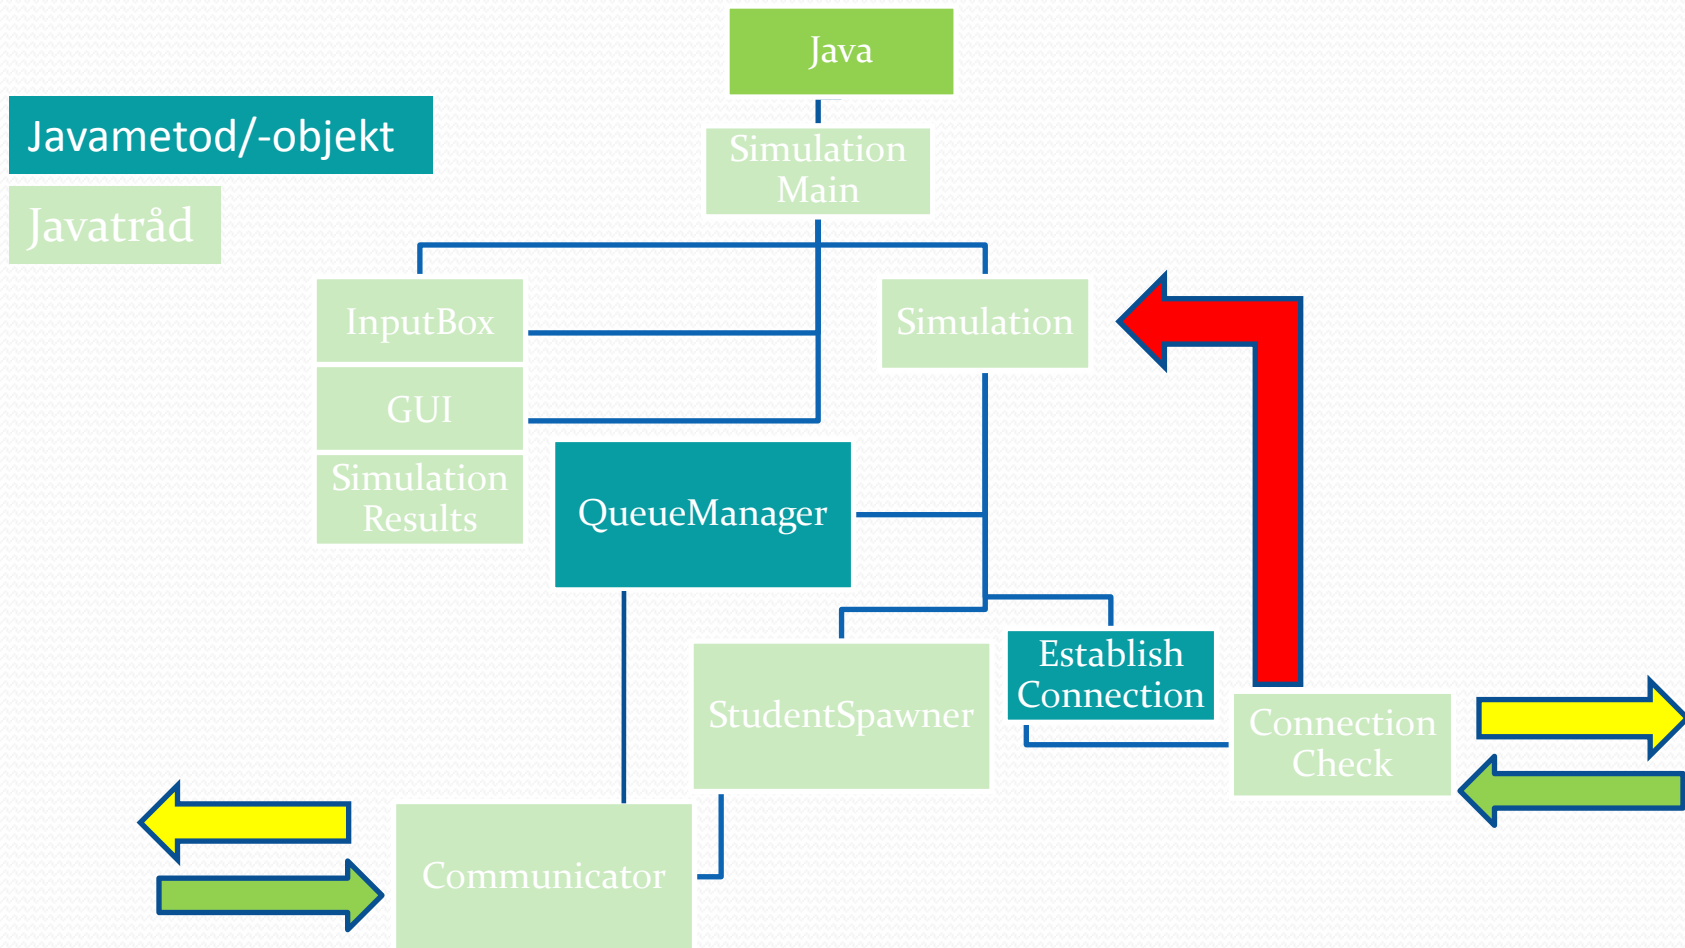 Java
Javametod/-objekt
Javatråd
Simulation
Main
InputBox
Simulation
GUI
Simulation
Results
QueueManager
StudentSpawner
Establish
Connection
Connection
Check
Communicator